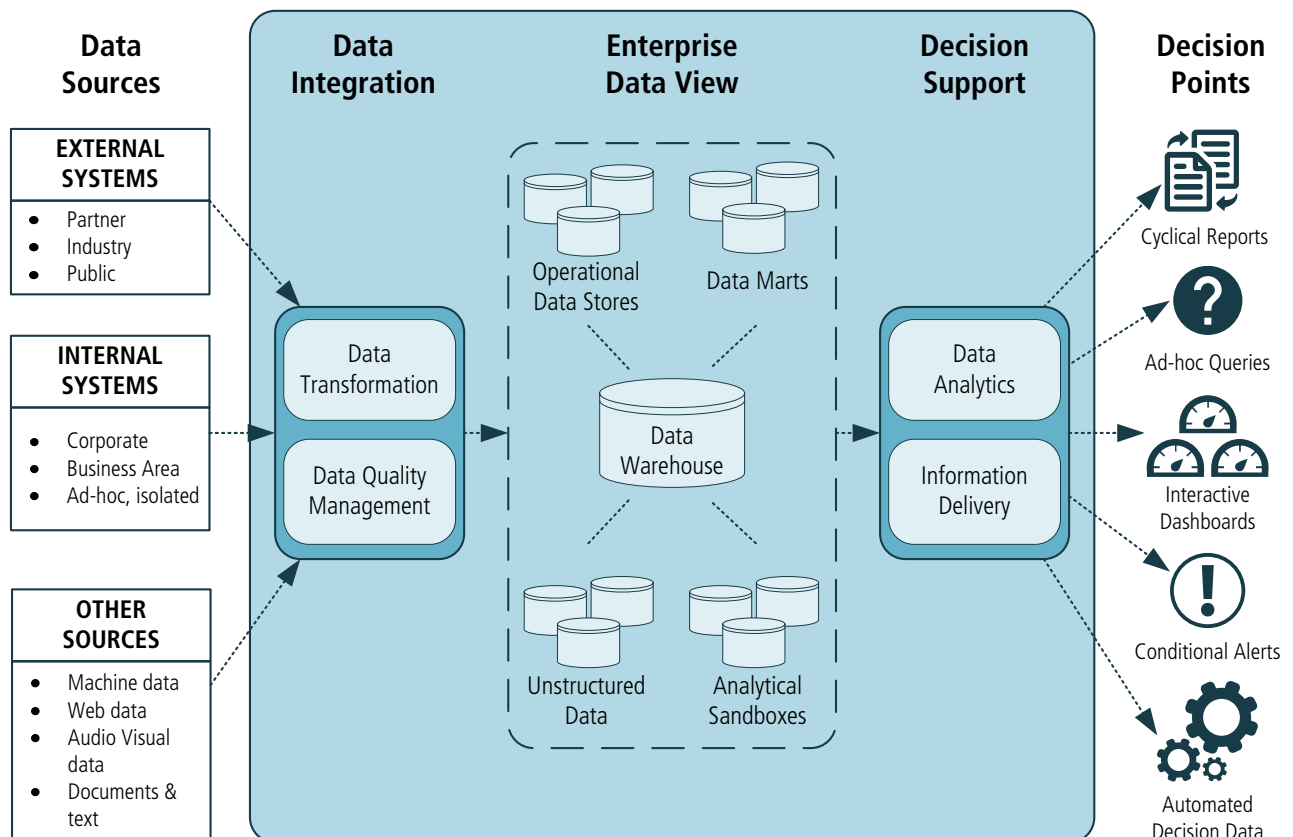 Data
Sources
Data
Integration
Enterprise
Data View
Decision
Support
Decision
Points
EXTERNAL
SYSTEMS
• Partner
• Industry
• Public
INTERNAL
SYSTEMS
• Corporate
• Business Area
• Ad-hoc, isolated
OTHER
SOURCES
• Machine data
• Web data
• Audio Visual
data
• Documents &
text
Data
Transformation
Data Quality
Management
Operational
Data Stores
Data Marts
Data
Warehouse
Unstructured
Data
Analytical
Sandboxes
Data
Analytics
Information
Delivery
Cyclical Reports
?
Ad-hoc Queries
Interactive
Dashboards
!
Conditional Alerts
Automated
Decision Data